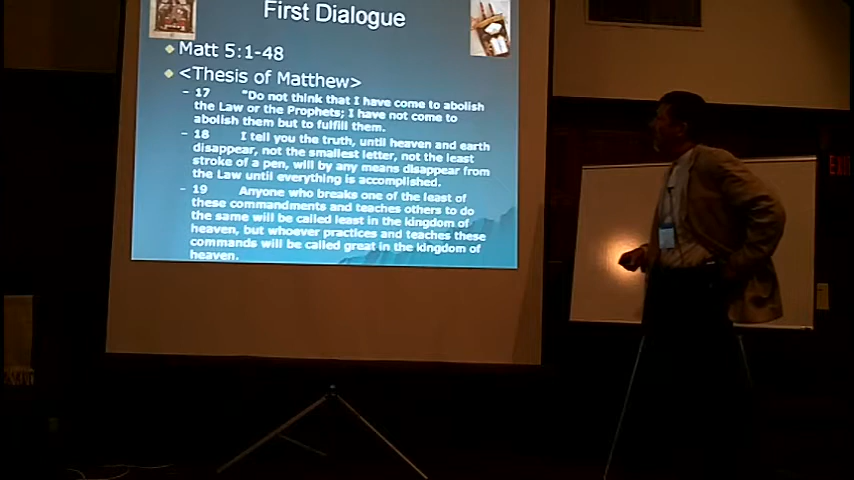 First Dialogue
Matt 5:1-48
<Thesis of Matthew>
– 17 "Do not think that I have come to abolish
the Law or the Prophets; I have not come to
abolish them but to fulfill them.
– 18 I tell you the truth, until heaven and earth
disappear, not the smallest letter, not the least
stroke of a pen, will by any means disappear from
the Law until everything is accomplished.
– 19 Anyone who breaks one of the least of
these commandments and teaches others to do
the same will be called least in the kingdom of
heaven, but whoever practices and teaches these
commands will be called great in the kingdom of
heaven.
EXIT